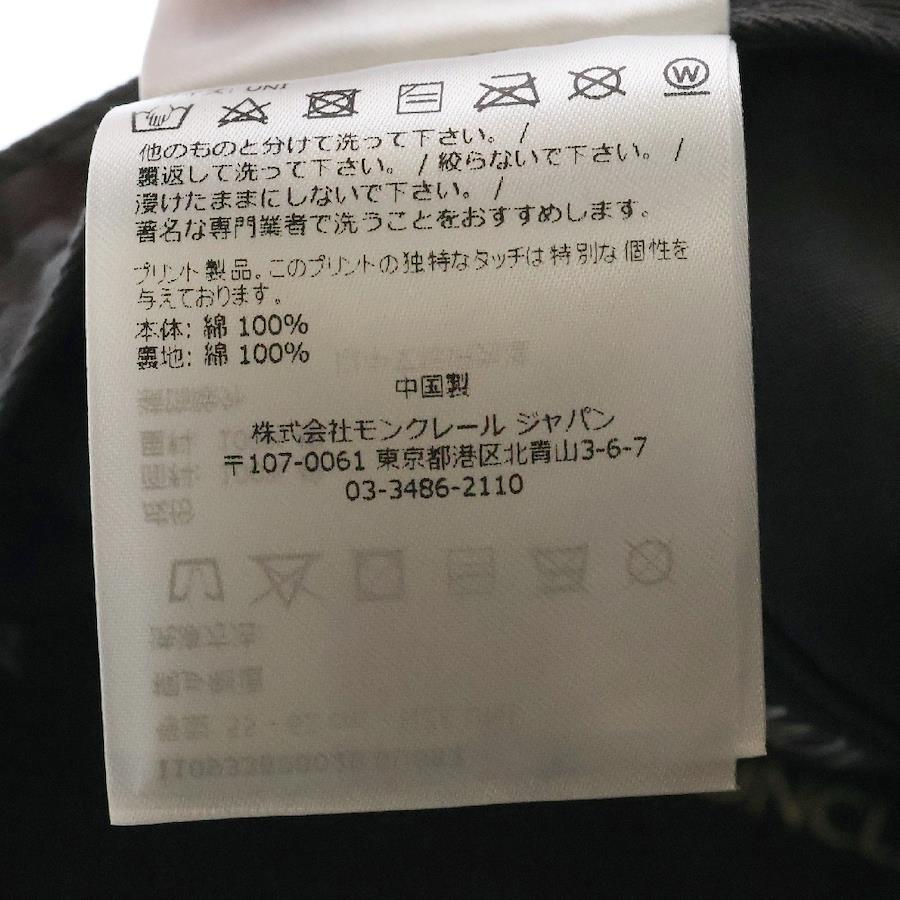 UNI
W
他のものと分けて洗って下さい。 /
裏返して洗って下さい。 / 絞らないで下さい。 /
浸けたままにしないで下さい。 /
著名な専門業者で洗うことをおすすめします。
プリント製品。このプリントの独特なタッチは特別な個性を
与えております。
本体: 綿 100%
裏地: 綿 100%
中国製
株式会社モンクレール ジャパン
〒107-0061 東京都港区北青山3-6-7
03-3486-2110